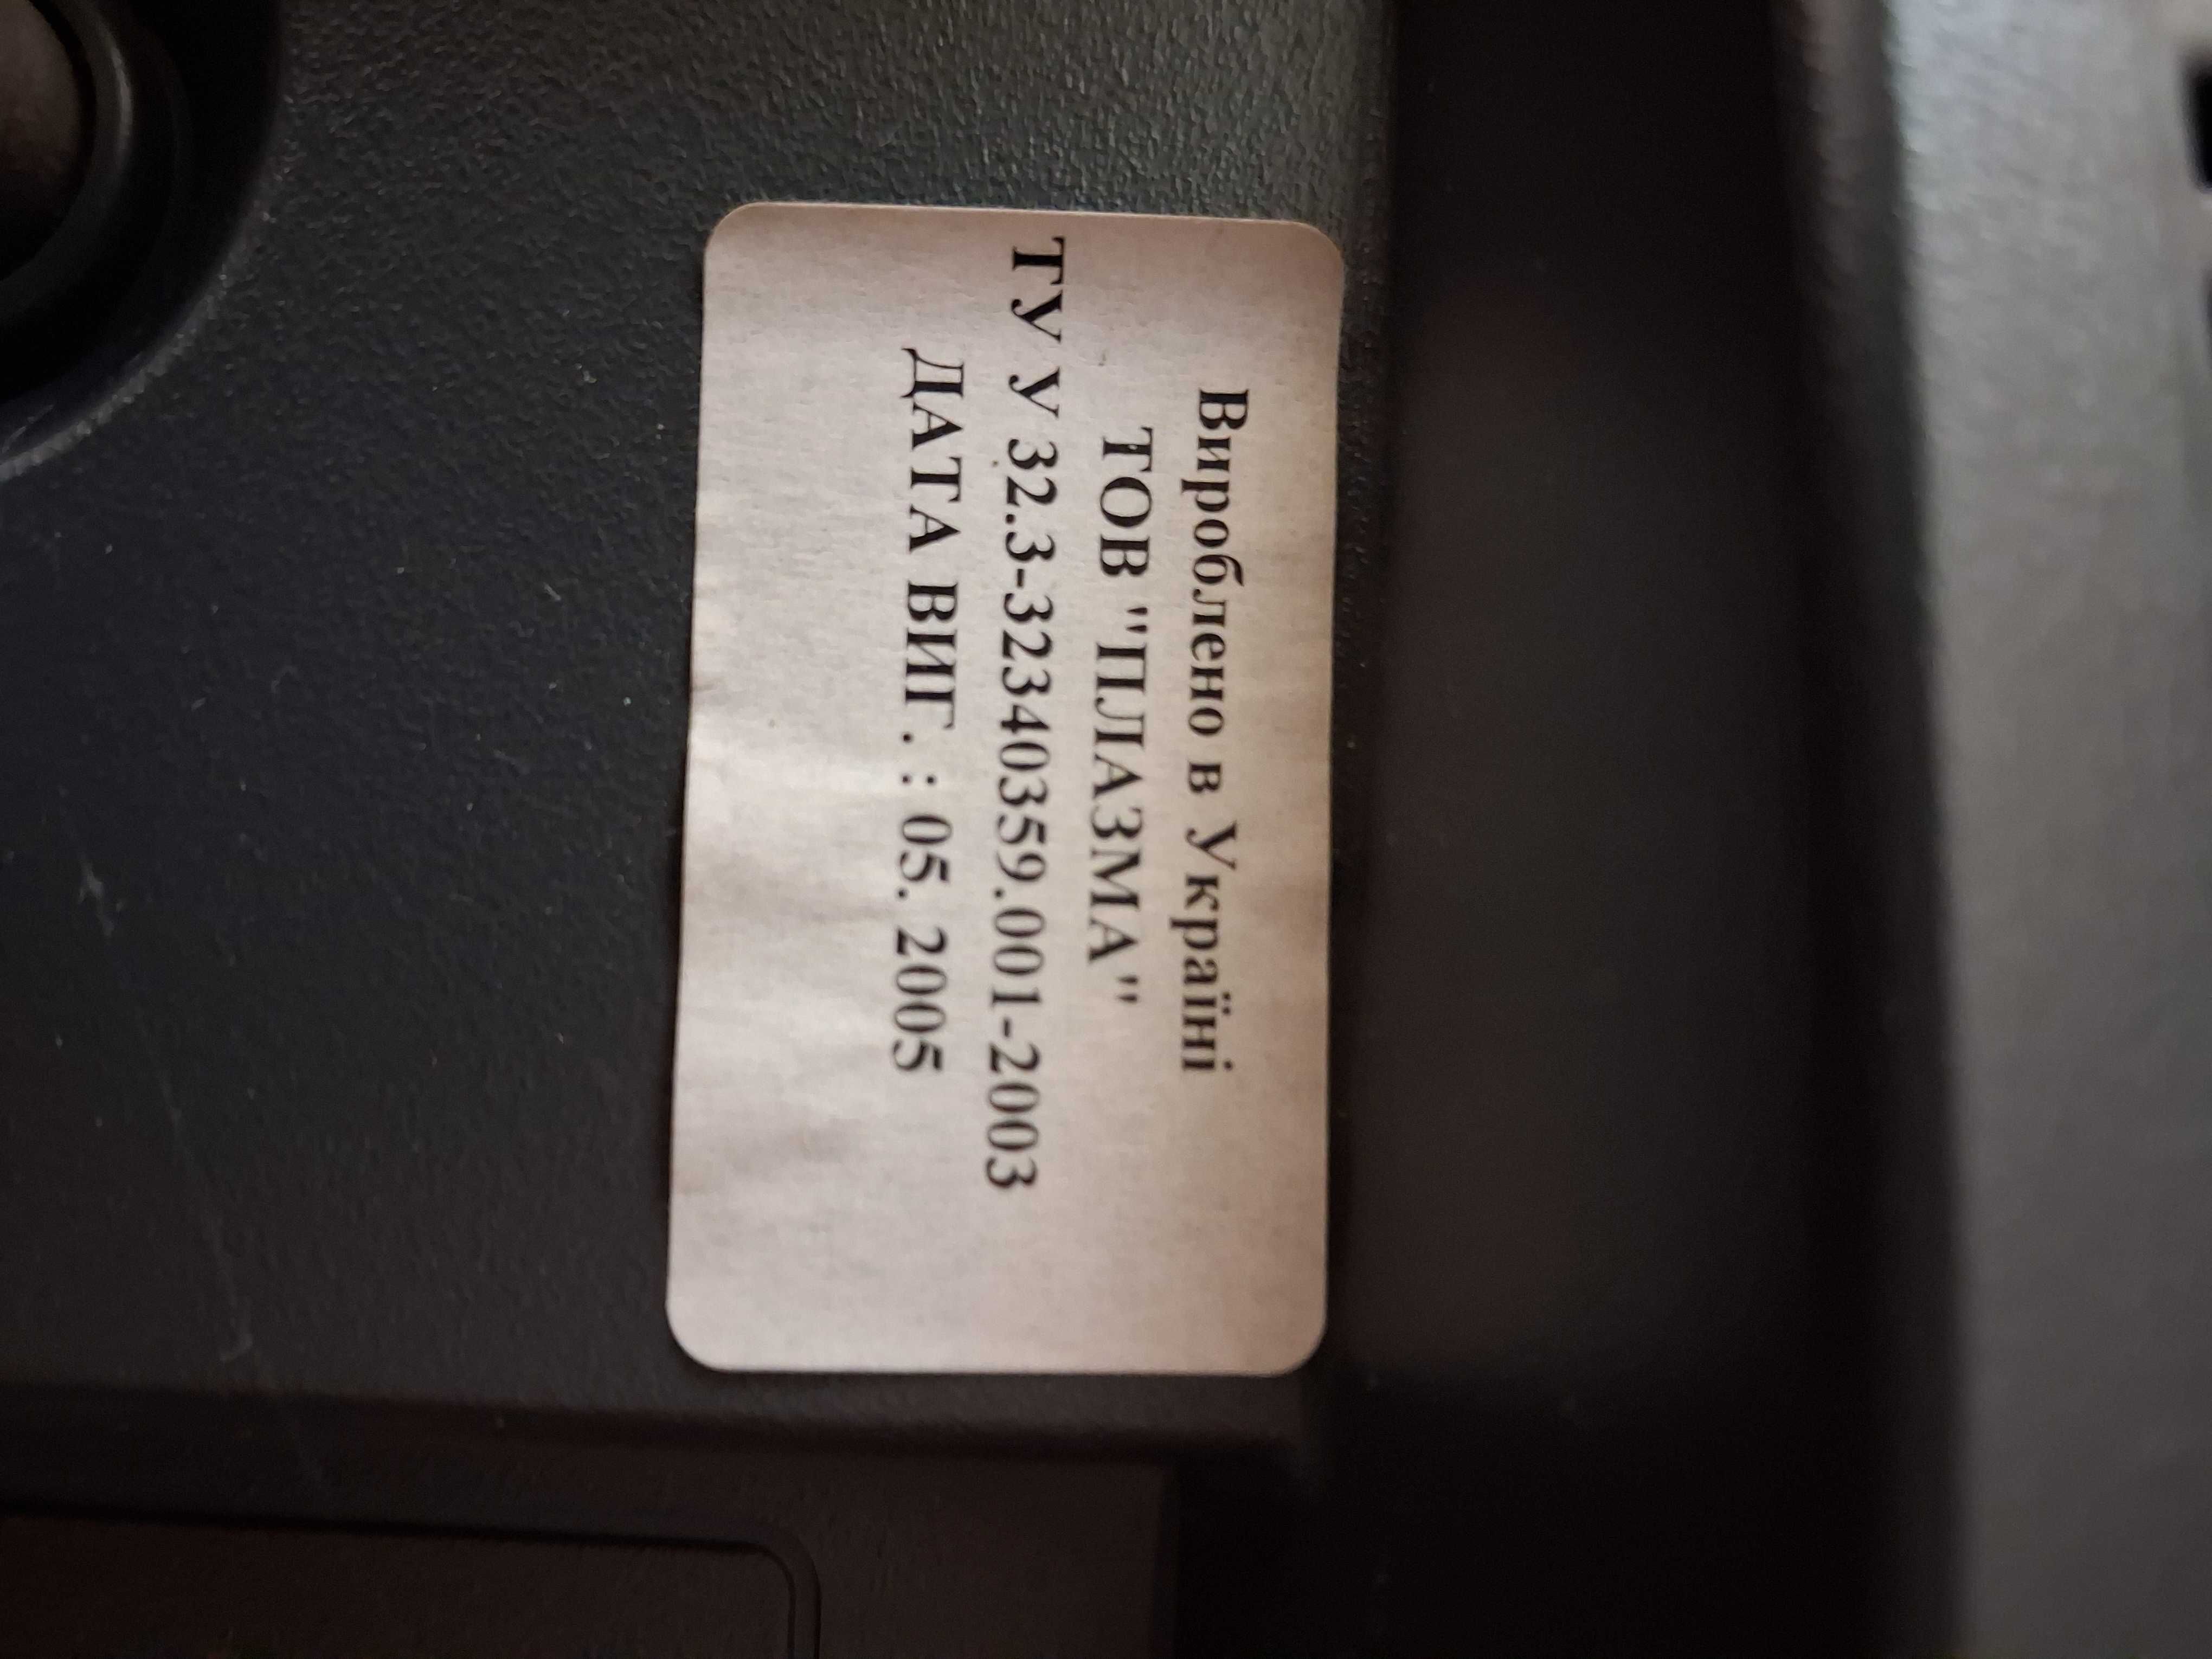 Вироблено в Україні
ТОВ "ПЛАЗМА"
ТУ У 32.3-32340359.001-2003
ДАТА ВИГ. : 05. 2005